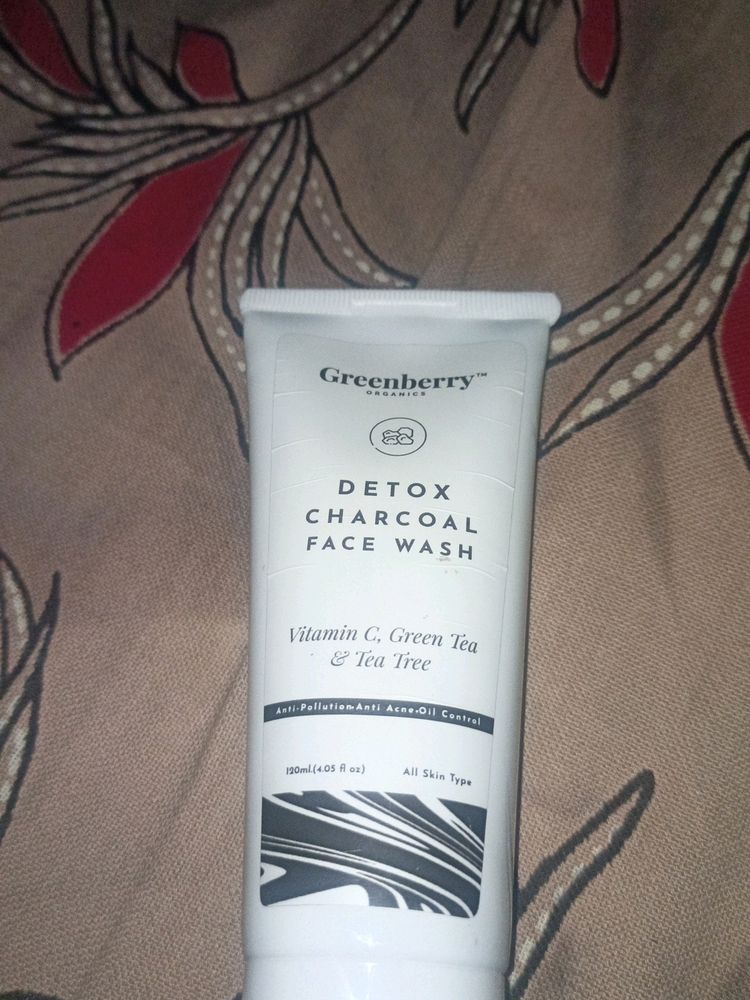 Greenberry™
ORGANICS
DETOX
CHARCOAL
FACE WASH
Vitamin C, Green Tea
& Tea Tree
Anti-Pollution•Anti Acne•Oil Control
120ml.(4.05 fl oz) All Skin Type